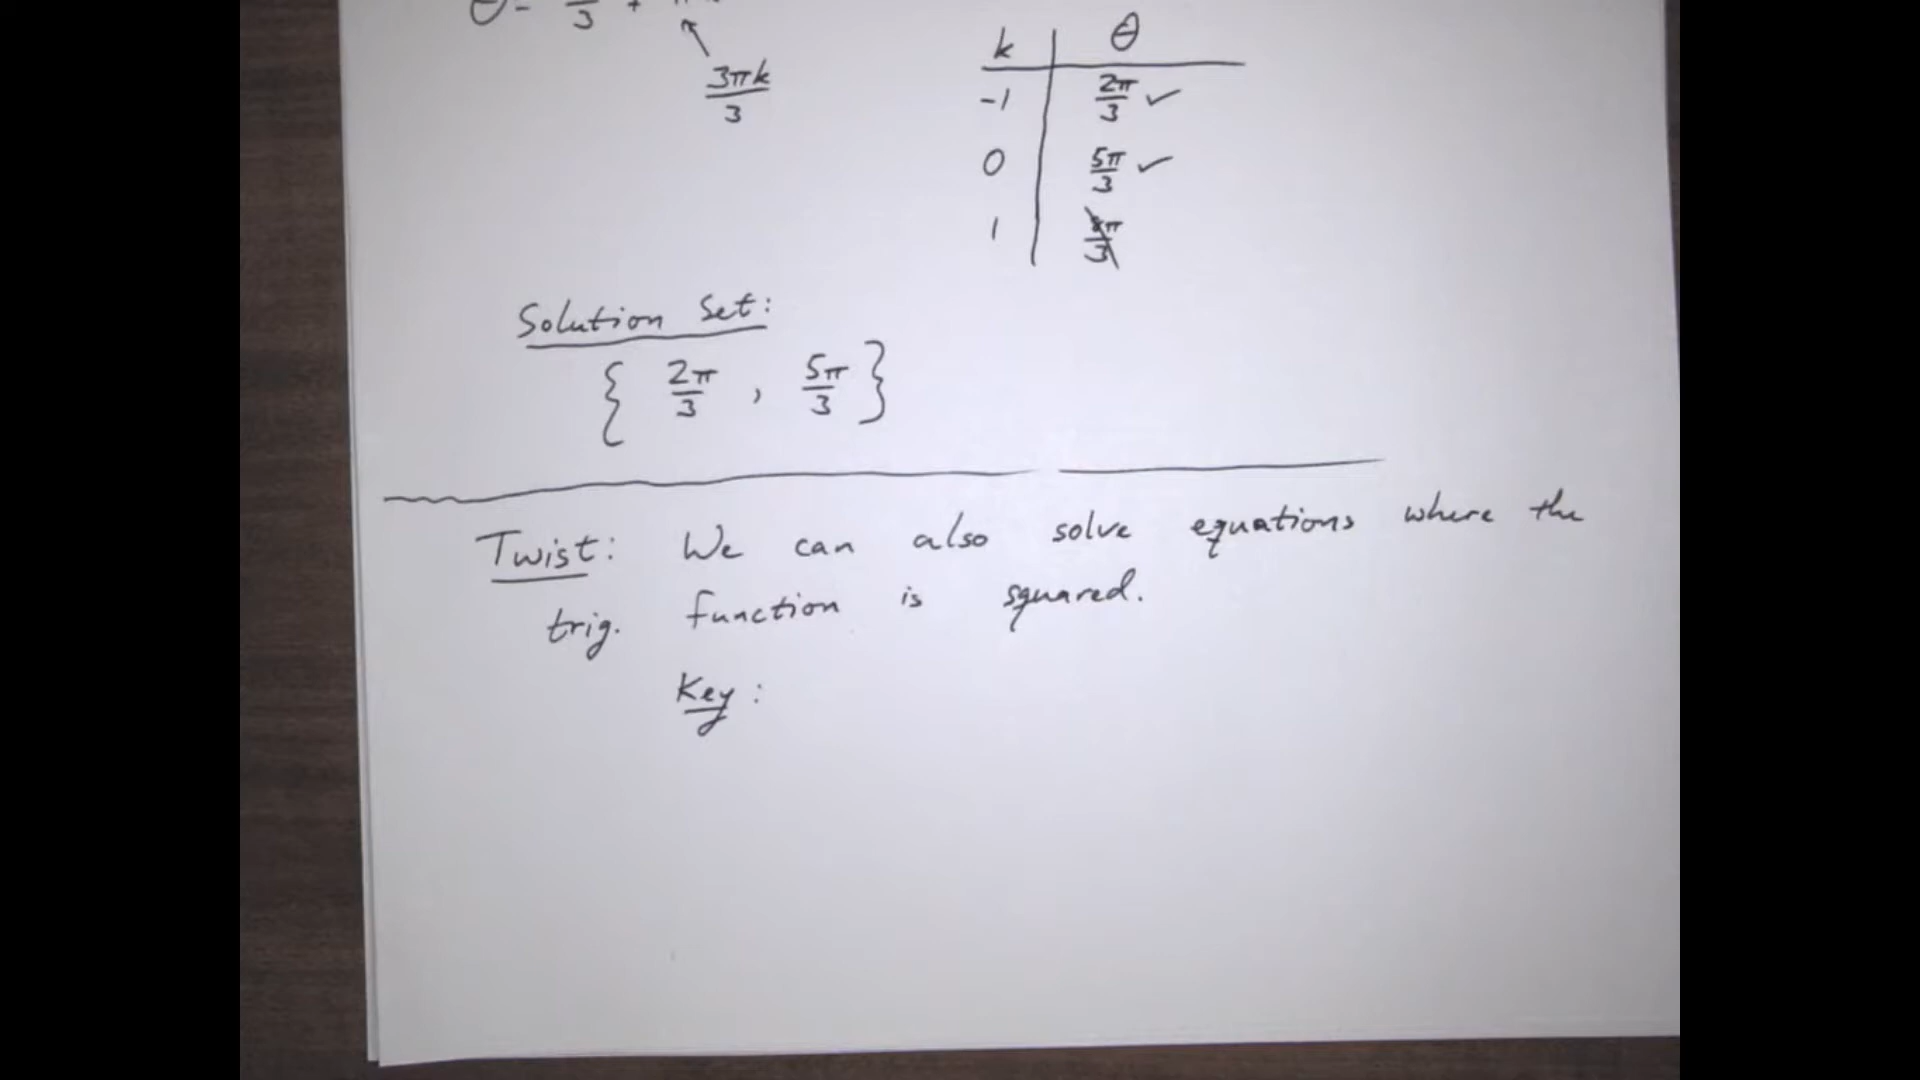 θ = /3 + π
3πk/3
k | θ
-1 | 2π/3 ✓
0 | 5π/3 ✓
1 | 8π/3
Solution Set:
{ 2π/3 , 5π/3 }
Twist: We can also solve equations where the
trig. function is squared.
Key: